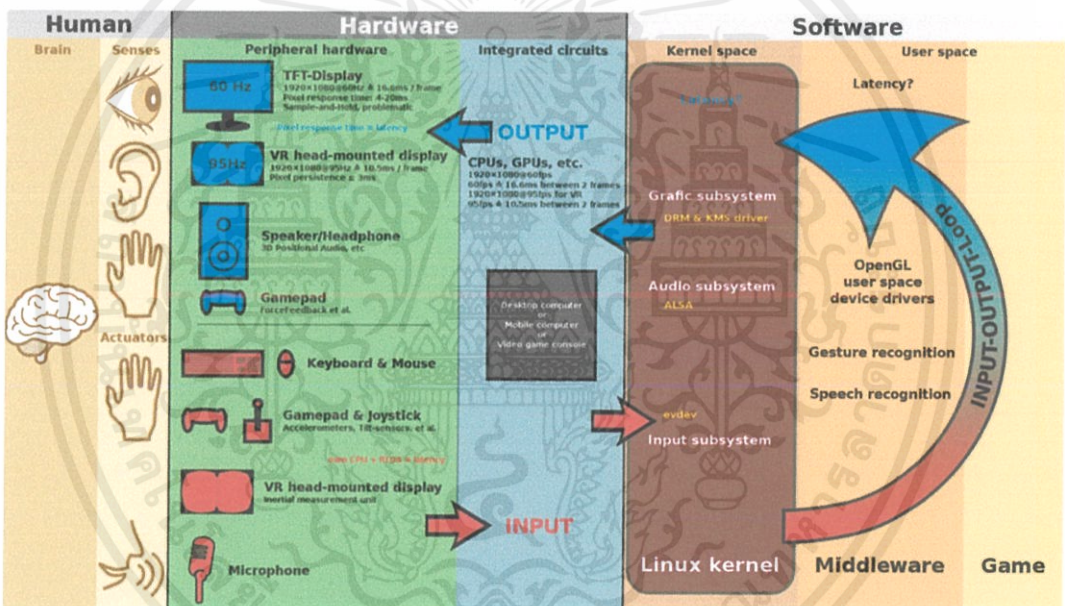 Human
Hardware
Software
Brain
Senses
Peripheral hardware
Integrated circuits
Kernel space
User space
60 Hz
TFT-Display
1920×1080@60Hz ≙ 16.6ms / frame
Pixel response time: 4-20ms
Sample-and-Hold, problematic
Pixel response time = latency
OUTPUT
Latency?
95Hz
VR head-mounted display
1920×1080@95Hz ≙ 10.5ms / frame
Pixel persistence ≤ 3ms
CPUs, GPUs, etc.
1920×1080@60fps
60fps ≙ 16.6ms between 2 frames
1920×1080@95fps for VR
95fps ≙ 10.5ms between 2 frames
Grafic subsystem
DRM & KMS driver
Speaker/Headphone
3D Positional Audio, etc
OpenGL
user space
device drivers
Audio subsystem
ALSA
Gamepad
ForceFeedback et al.
Desktop computer
or
Mobile computer
or
Video game console
INPUT-OUTPUT-LOOP
Actuators
Keyboard & Mouse
Gesture recognition
Speech recognition
Gamepad & Joystick
Accelerometers, Tilt-sensors, et al.
evdev
Input subsystem
= latency
VR head-mounted display
Inertial measurement unit
INPUT
Microphone
Linux kernel
Middleware
Game